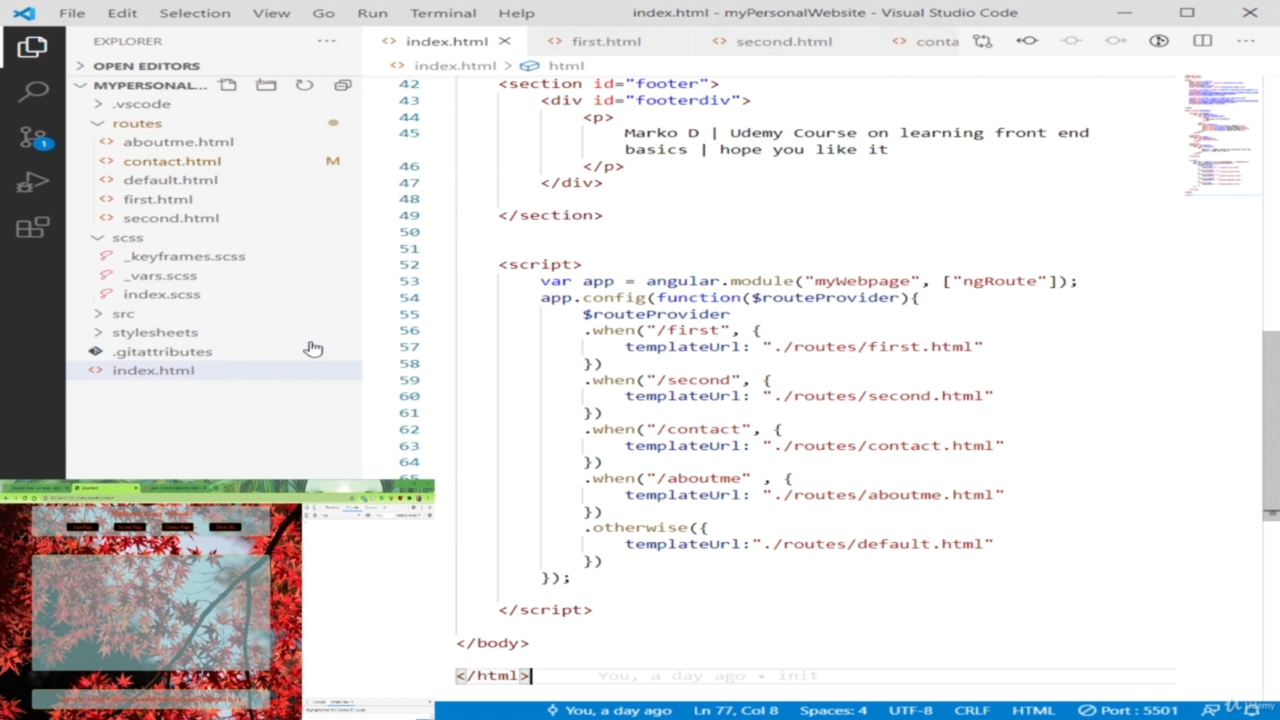 File Edit Selection View Go Run Terminal Help index.html - myPersonalWebsite - Visual Studio Code
EXPLORER
index.html first.html second.html conta
OPEN EDITORS
index.html html
MYPERSONAL...
.vscode
routes
aboutme.html
contact.html M
default.html
first.html
second.html
scss
_keyframes.scss
_vars.scss
index.scss
src
stylesheets
.gitattributes
index.html
1
42 <section id="footer">
43 <div id="footerdiv">
44 <p>
45 Marko D | Udemy Course on learning front end
basics | hope you like it
46 </p>
47 </div>
48
49 </section>
50
51
52 <script>
53 var app = angular.module("myWebpage", ["ngRoute"]);
54 app.config(function($routeProvider){
55 $routeProvider
56 .when("/first", {
57 templateUrl: "./routes/first.html"
58 })
59 .when("/second", {
60 templateUrl: "./routes/second.html"
61 })
62 .when("/contact", {
63 templateUrl: "./routes/contact.html"
64 })
65 .when("/aboutme" , {
templateUrl: "./routes/aboutme.html"
})
.otherwise({
templateUrl:"./routes/default.html"
})
});
</script>
</body>
</html> You, a day ago • init
You, a day ago Ln 77, Col 8 Spaces: 4 UTF-8 CRLF HTML Port : 5501
Udemy